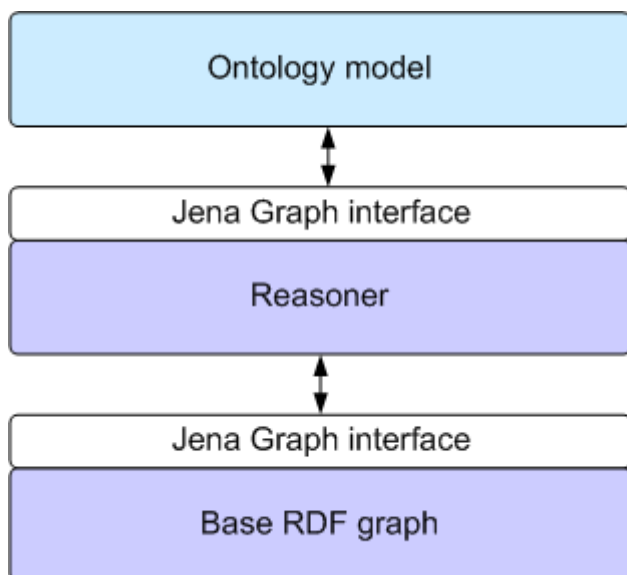 Ontology model
Jena Graph interface
Reasoner
Jena Graph interface
Base RDF graph